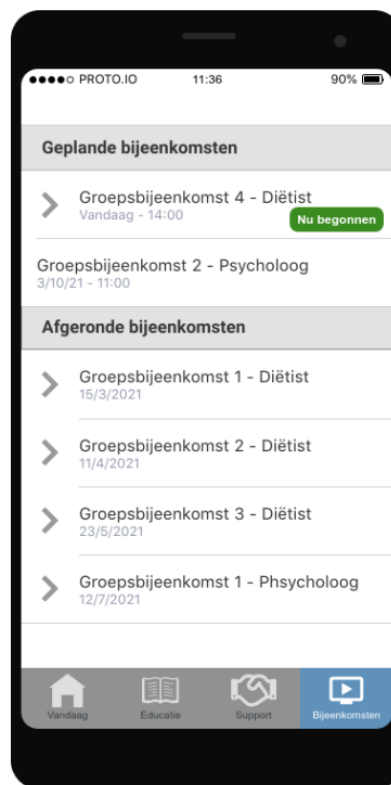 PROTO.IO 11:36 90%
Geplande bijeenkomsten
Groepsbijeenkomst 4 - Diëtist
Vandaag - 14:00
Nu begonnen
Groepsbijeenkomst 2 - Psycholoog
3/10/21 - 11:00
Afgeronde bijeenkomsten
Groepsbijeenkomst 1 - Diëtist
15/3/2021
Groepsbijeenkomst 2 - Diëtist
11/4/2021
Groepsbijeenkomst 3 - Diëtist
23/5/2021
Groepsbijeenkomst 1 - Phsycholoog
12/7/2021
Vandaag Educatie Support Bijeenkomsten